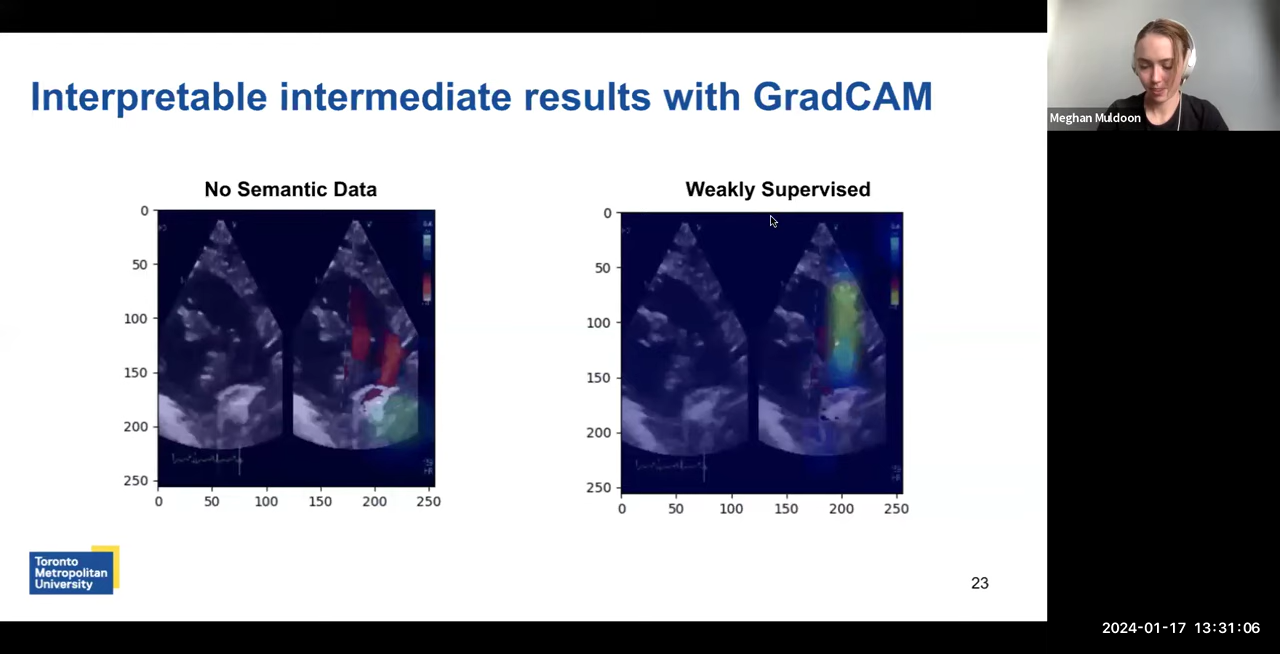 Interpretable intermediate results with GradCAM
Meghan Muldoon
No Semantic Data
0
50
100
150
200
250
0 50 100 150 200 250
Weakly Supervised
0
50
100
150
200
250
0 50 100 150 200 250
Toronto
Metropolitan
University
23
2024-01-17 13:31:06